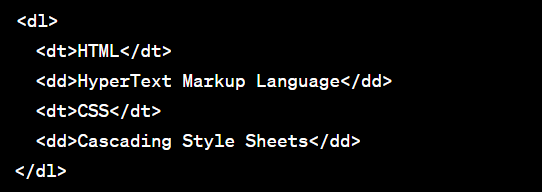 <dl>
  <dt>HTML</dt>
  <dd>HyperText Markup Language</dd>
  <dt>CSS</dt>
  <dd>Cascading Style Sheets</dd>
</dl>